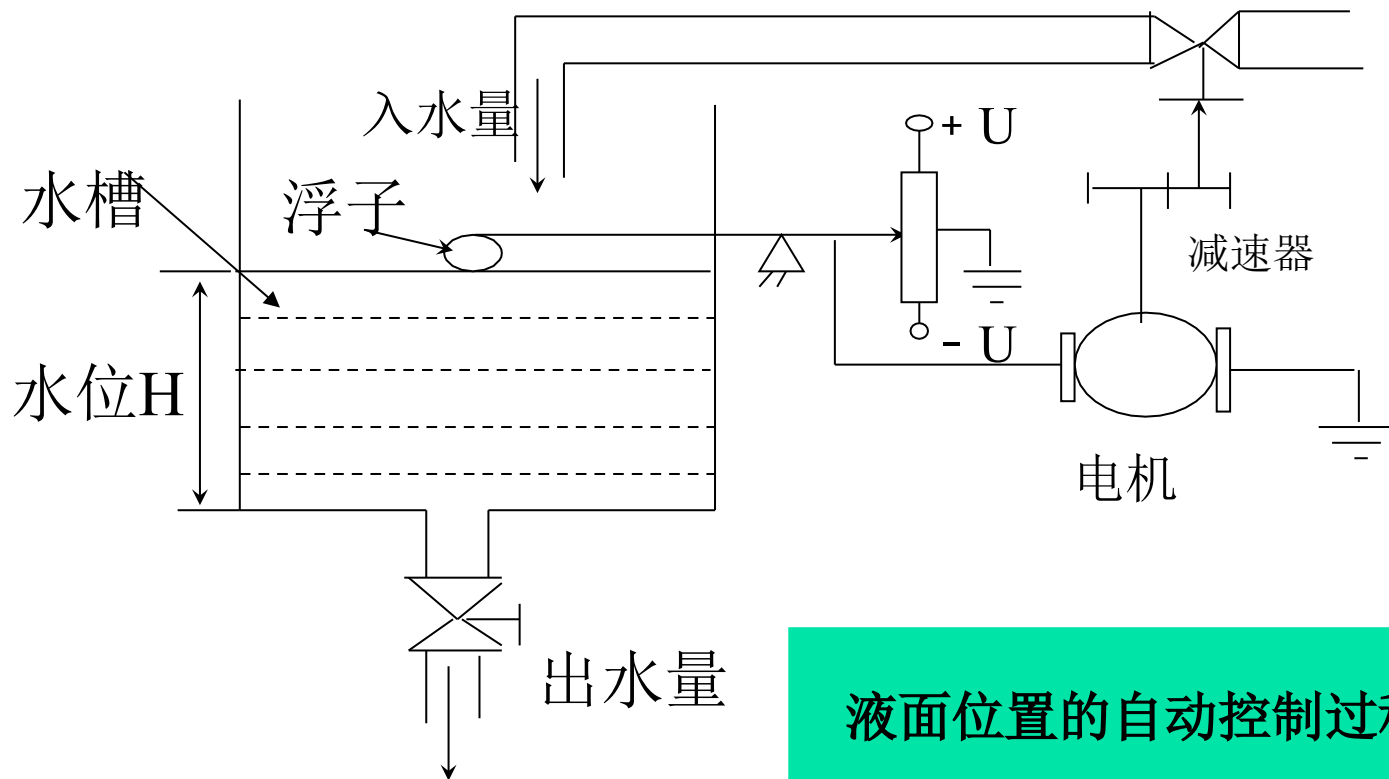 入水量
+ U
水槽
浮子
减速器
- U
水位H
电机
出水量
液面位置的自动控制过